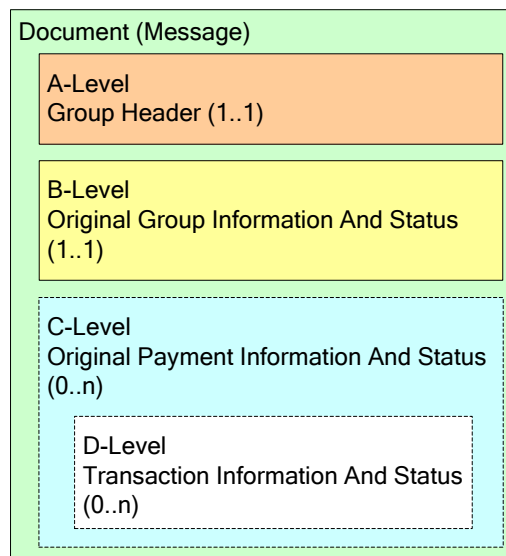 Document (Message)
A-Level
Group Header (1..1)
B-Level
Original Group Information And Status
(1..1)
C-Level
Original Payment Information And Status
(0..n)
D-Level
Transaction Information And Status
(0..n)